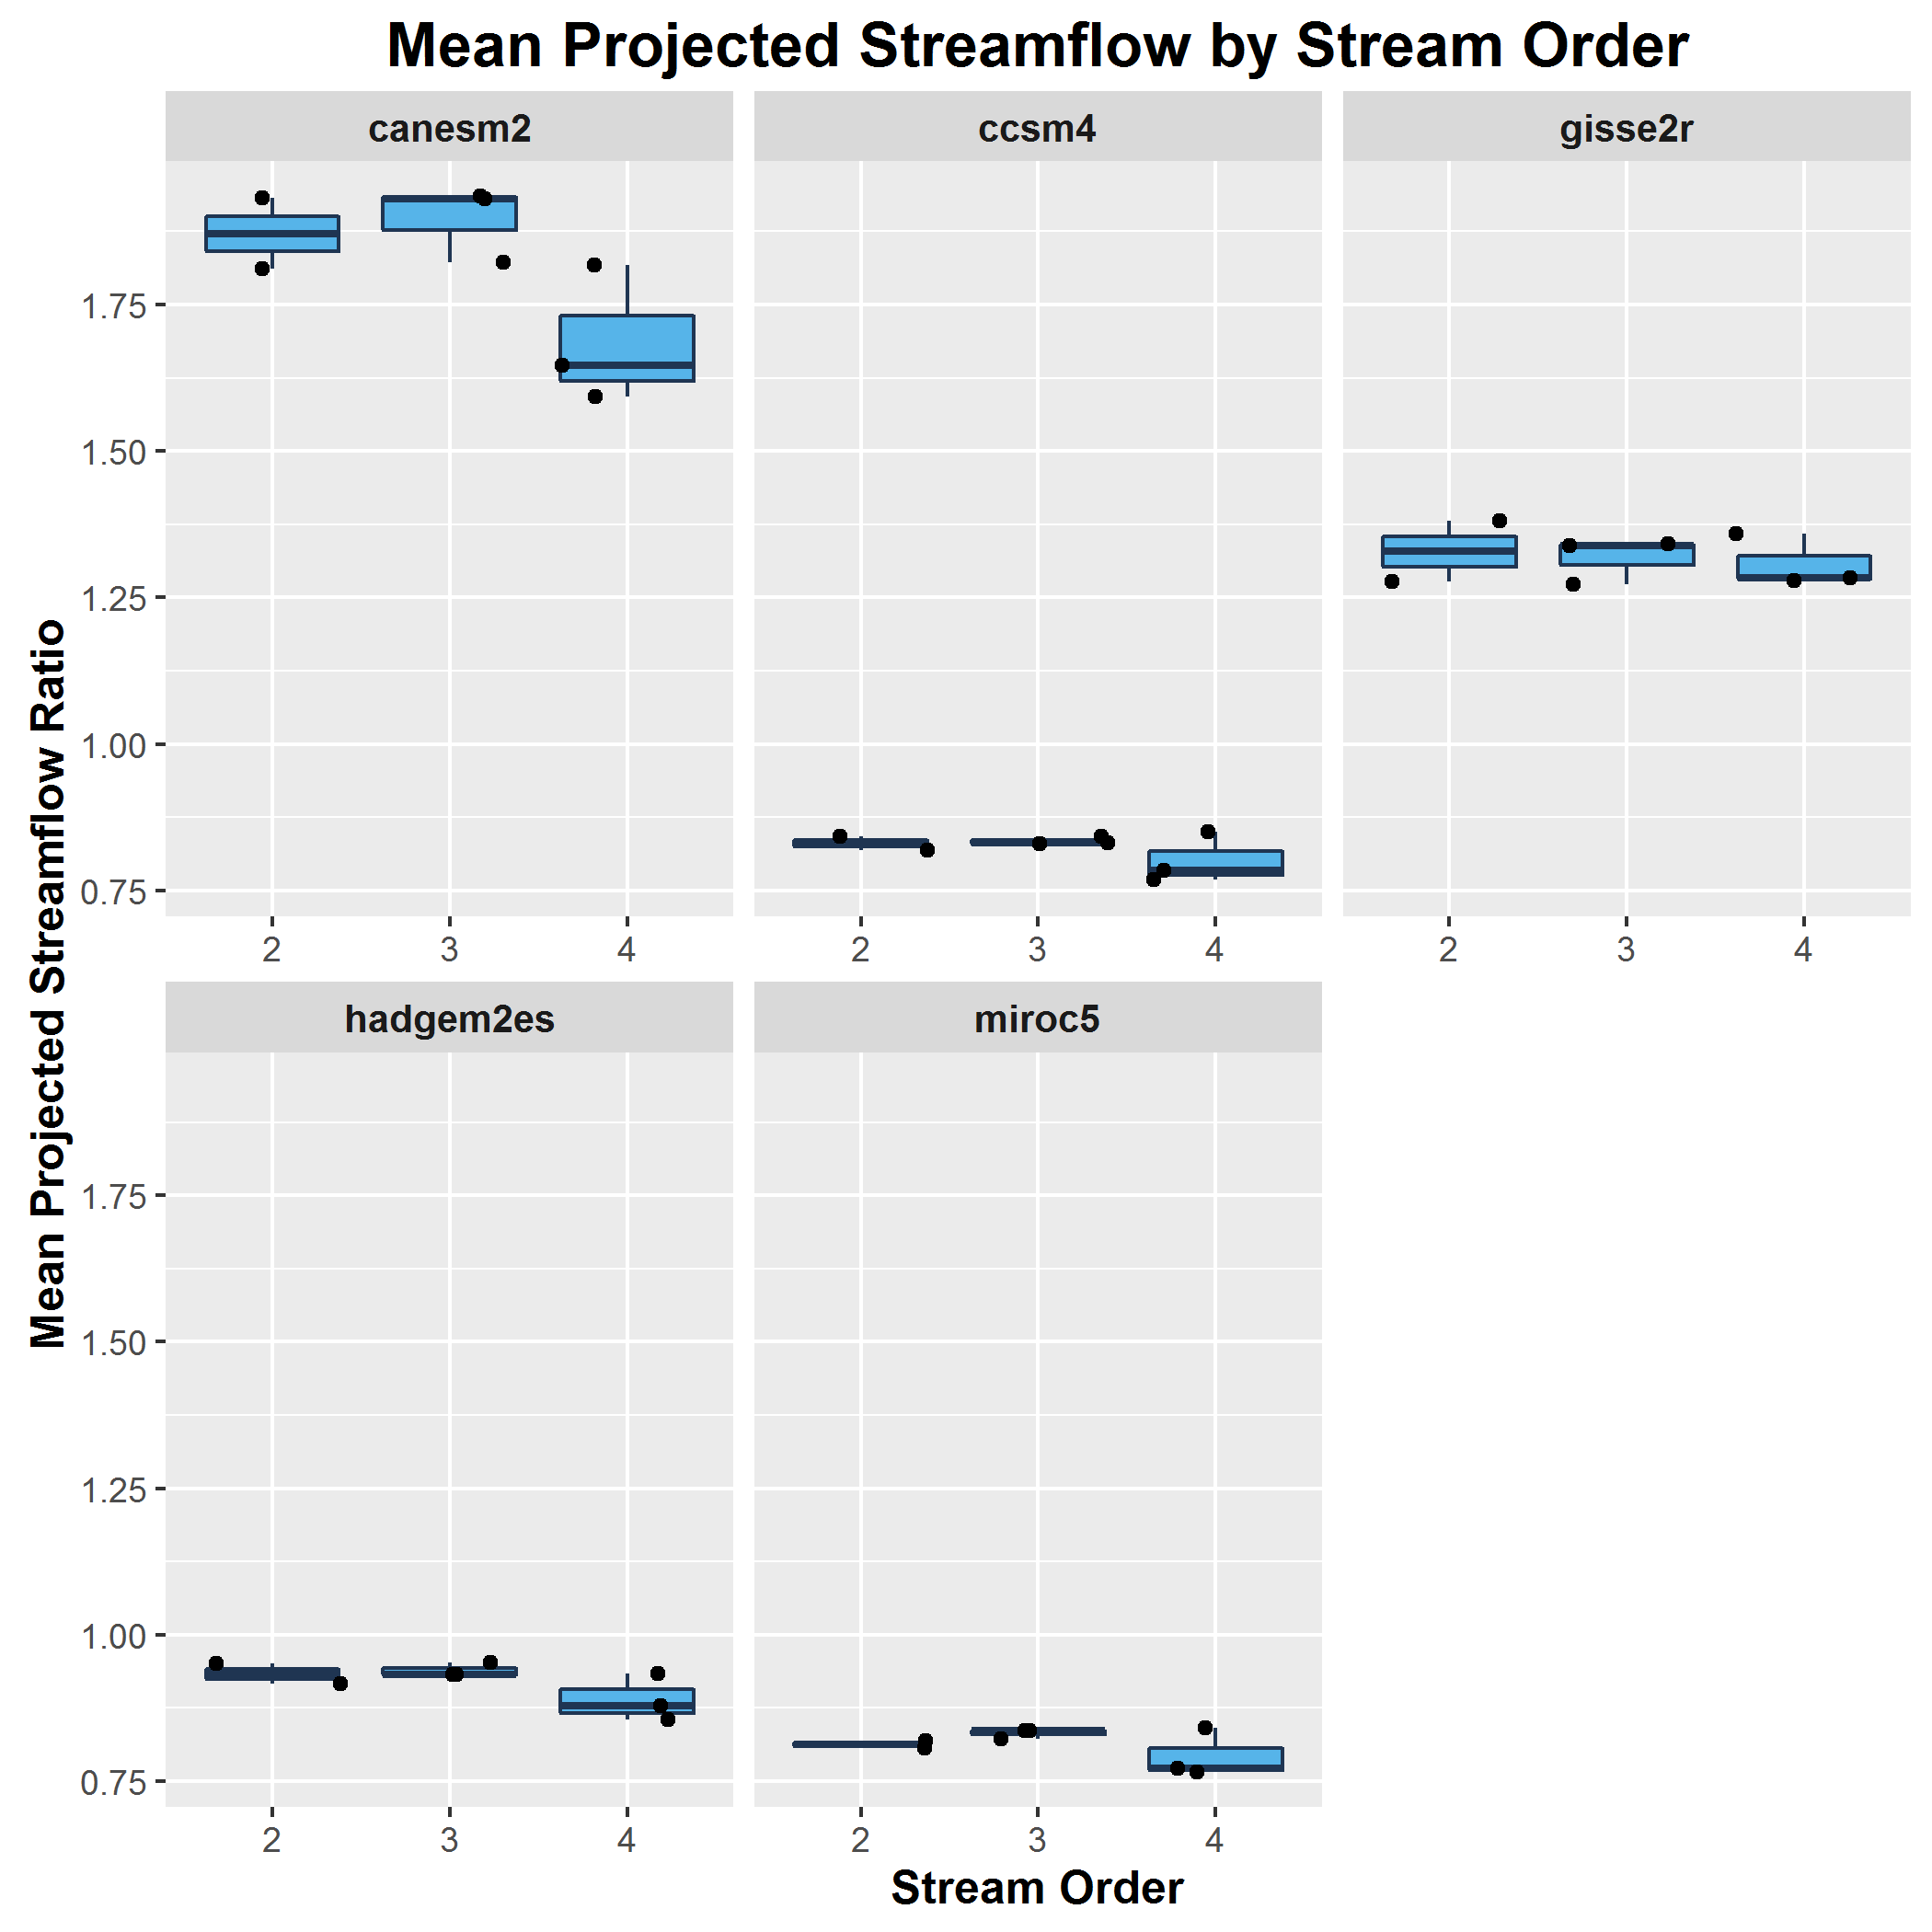 Mean Projected Streamflow by Stream Order
canesm2 ccsm4 gisse2r
Mean Projected Streamflow Ratio
1.75
1.50
1.25
1.00
0.75
2 3 4 2 3 4 2 3 4
hadgem2es miroc5
1.75
1.50
1.25
1.00
0.75
2 3 4 2 3 4
Stream Order